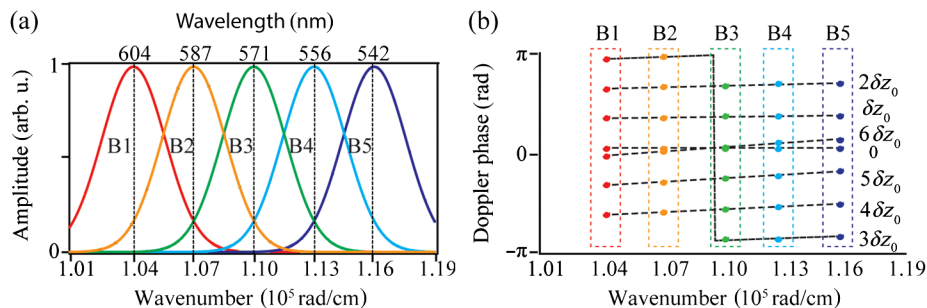 (a)
Wavelength (nm)
604 587 571 556 542
Amplitude (arb. u.)
1
0
B1 B2 B3 B4 B5
1.01 1.04 1.07 1.10 1.13 1.16 1.19
Wavenumber (10⁵ rad/cm)
(b)
B1 B2 B3 B4 B5
Doppler phase (rad)
π
0
-π
2δz₀
δz₀
6δz₀
0
5δz₀
4δz₀
3δz₀
1.01 1.04 1.07 1.10 1.13 1.16 1.19
Wavenumber (10⁵ rad/cm)